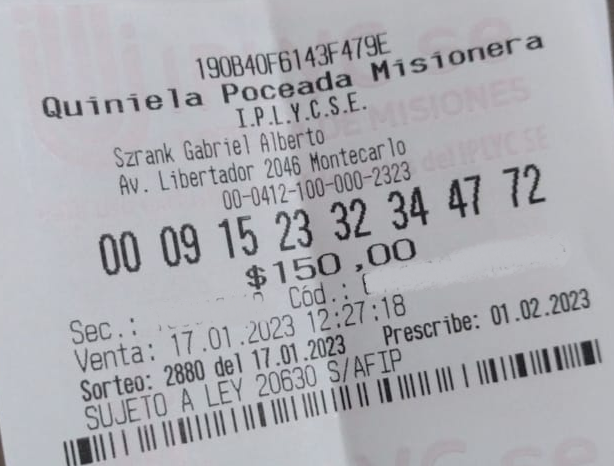 190B40F6143F479E
Quiniela Poceada Misionera
I.P.L.Y.C.S.E.
Szrank Gabriel Alberto
Av. Libertador 2046 Montecarlo
00-0412-100-000-2323
00 09 15 23 32 34 47 72
$150,00
Sec.: Cód.:
Venta: 17.01.2023 12:27:18
Sorteo: 2880 del 17.01.2023 Prescribe: 01.02.2023
SUJETO A LEY 20630 S/AFIP